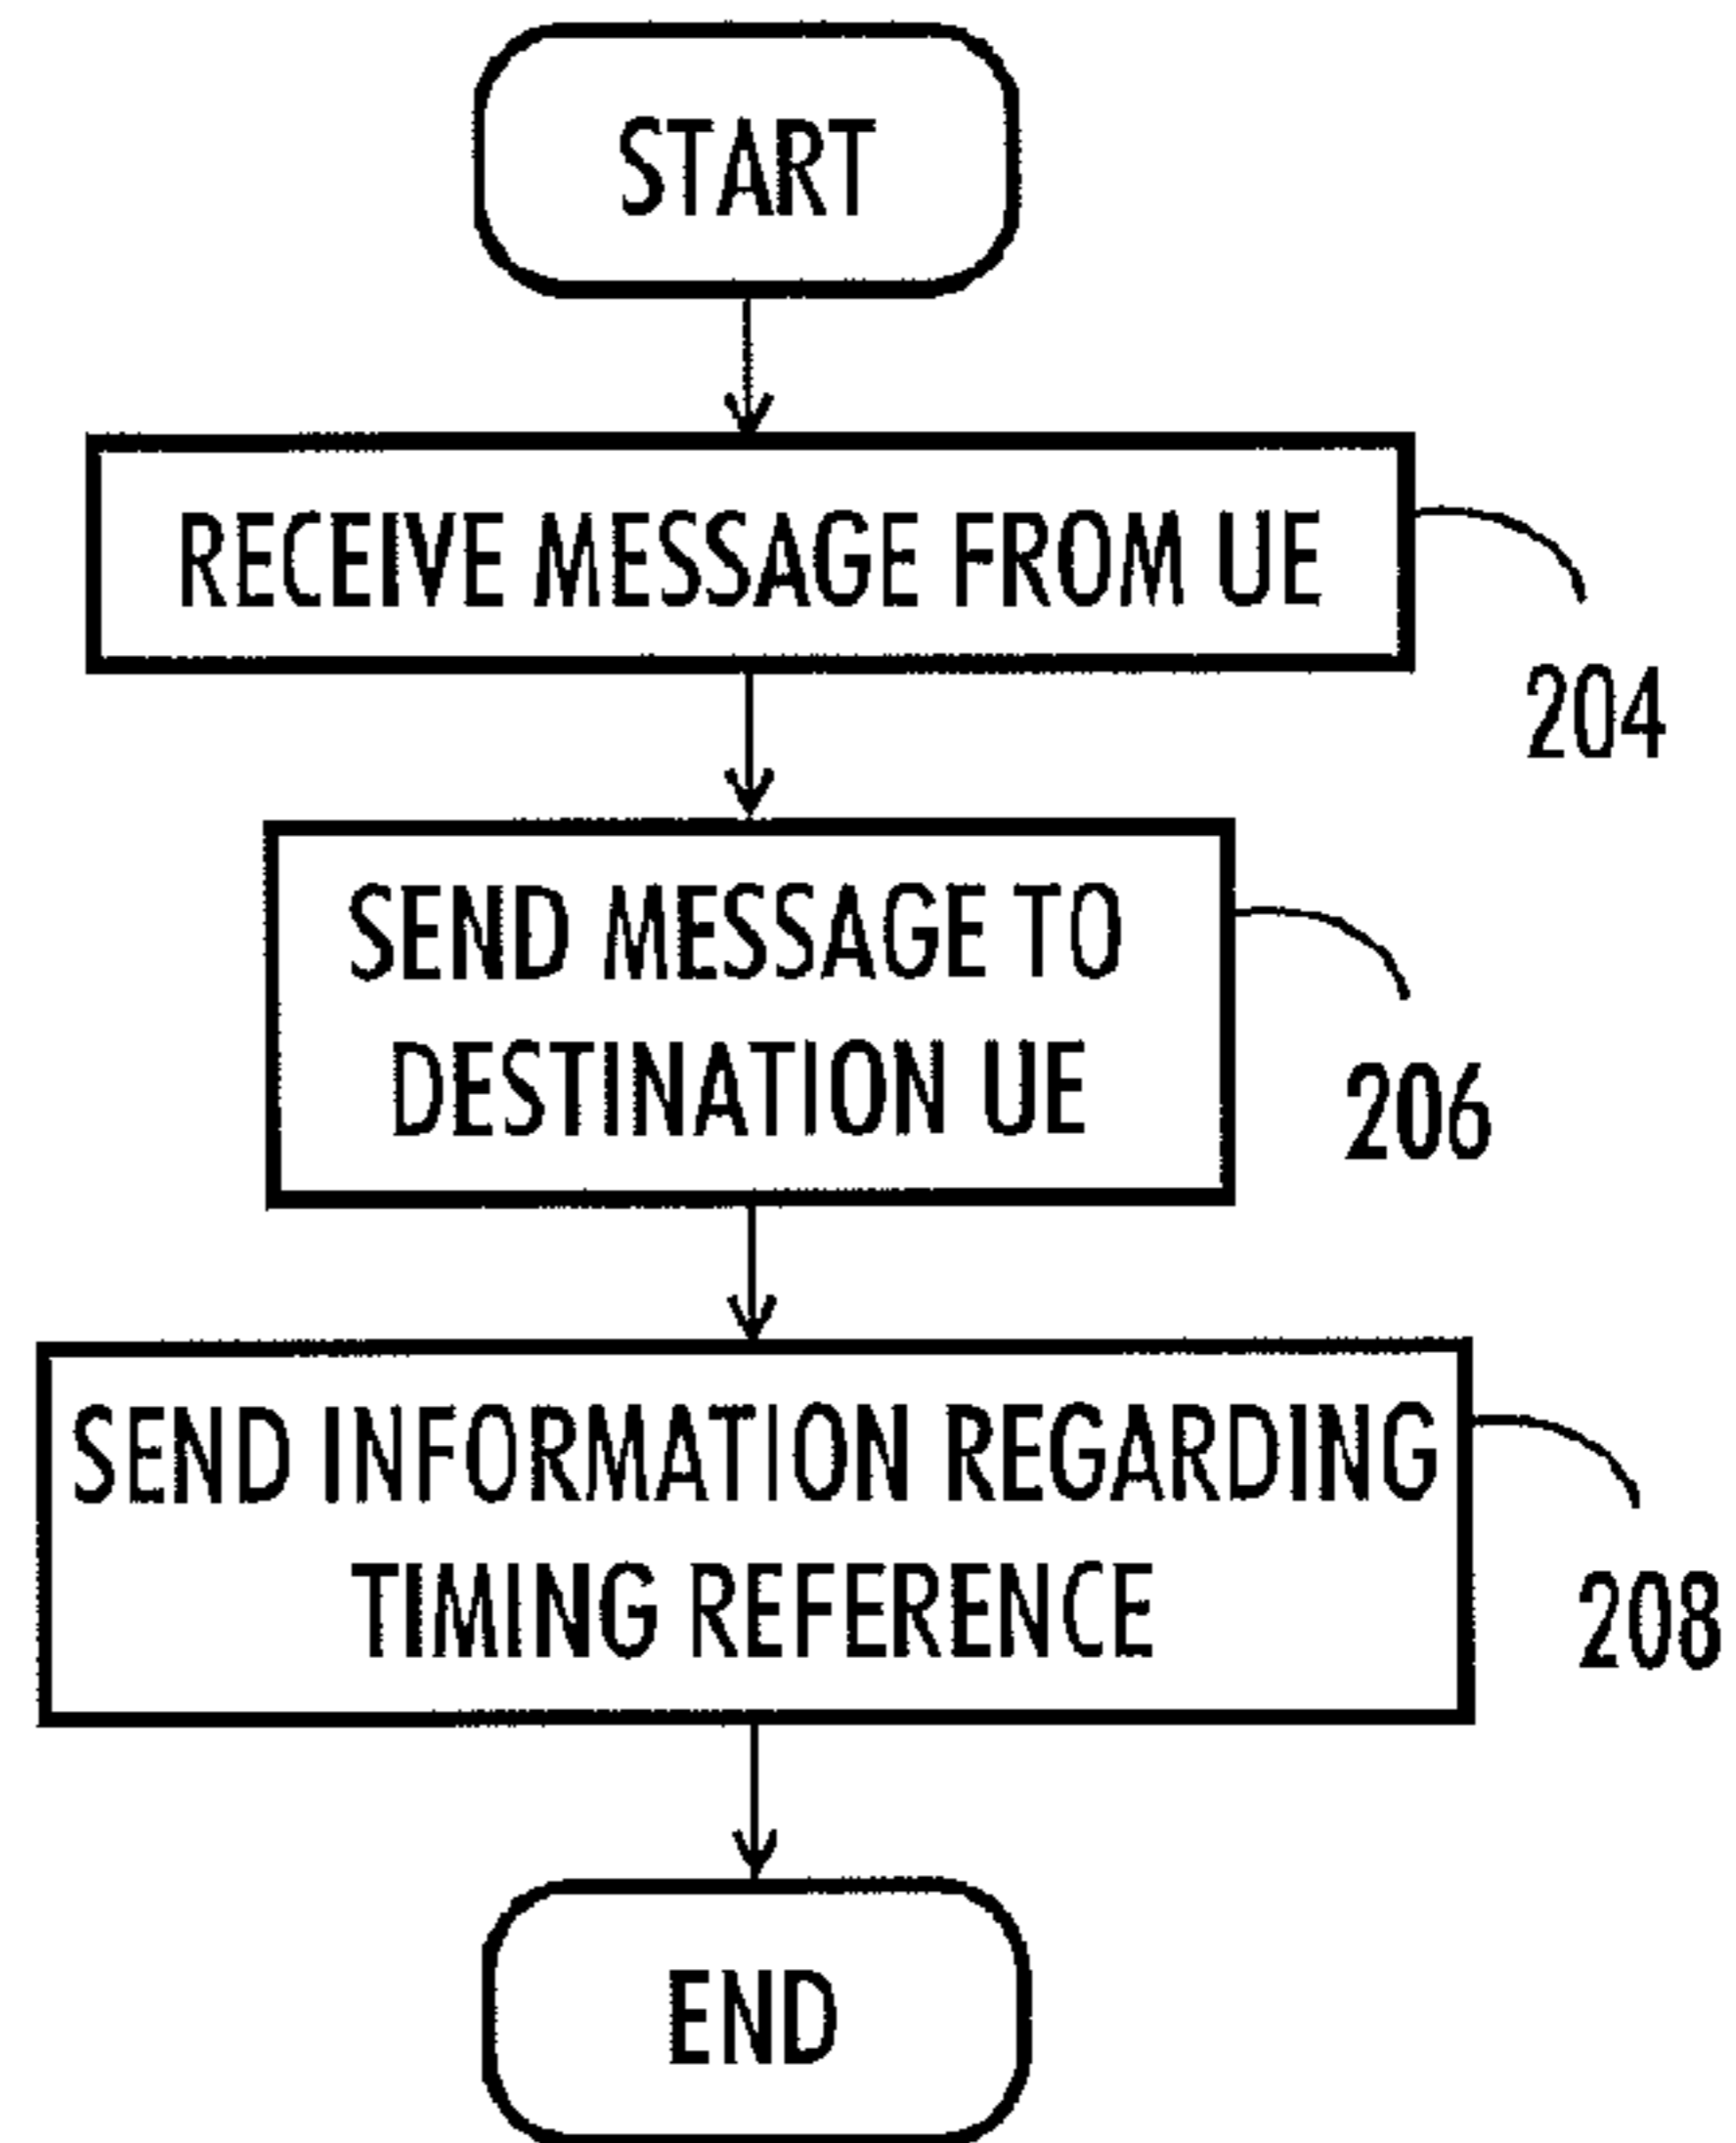 START
RECEIVE MESSAGE FROM UE
204
SEND MESSAGE TO
DESTINATION UE
206
SEND INFORMATION REGARDING
TIMING REFERENCE
208
END